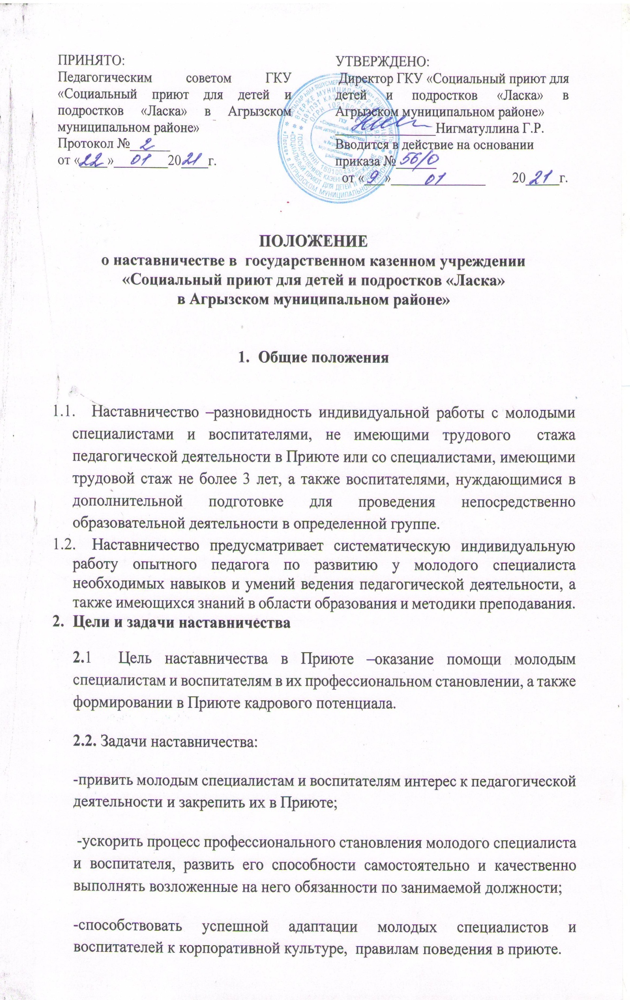 ПРИНЯТО:
Педагогическим советом ГКУ
«Социальный приют для детей и
подростков «Ласка» в Агрызском
муниципальном районе»
Протокол № 2
от «22» 01 2021 г.
УТВЕРЖДЕНО:
Директор ГКУ «Социальный приют для
детей и подростков «Ласка» в
Агрызском муниципальном районе»
Нигматуллина Г.Р.
Вводится в действие на основании
приказа № 56/0
от «9» 01 2021 г.
ПОЛОЖЕНИЕ
о наставничестве в государственном казенном учреждении
«Социальный приют для детей и подростков «Ласка»
в Агрызском муниципальном районе»
1. Общие положения
1.1. Наставничество –разновидность индивидуальной работы с молодыми
специалистами и воспитателями, не имеющими трудового стажа
педагогической деятельности в Приюте или со специалистами, имеющими
трудовой стаж не более 3 лет, а также воспитателями, нуждающимися в
дополнительной подготовке для проведения непосредственно
образовательной деятельности в определенной группе.
1.2. Наставничество предусматривает систематическую индивидуальную
работу опытного педагога по развитию у молодого специалиста
необходимых навыков и умений ведения педагогической деятельности, а
также имеющихся знаний в области образования и методики преподавания.
2. Цели и задачи наставничества
2.1 Цель наставничества в Приюте –оказание помощи молодым
специалистам и воспитателям в их профессиональном становлении, а также
формировании в Приюте кадрового потенциала.
2.2. Задачи наставничества:
-привить молодым специалистам и воспитателям интерес к педагогической
деятельности и закрепить их в Приюте;
-ускорить процесс профессионального становления молодого специалиста
и воспитателя, развить его способности самостоятельно и качественно
выполнять возложенные на него обязанности по занимаемой должности;
-способствовать успешной адаптации молодых специалистов и
воспитателей к корпоративной культуре, правилам поведения в приюте.